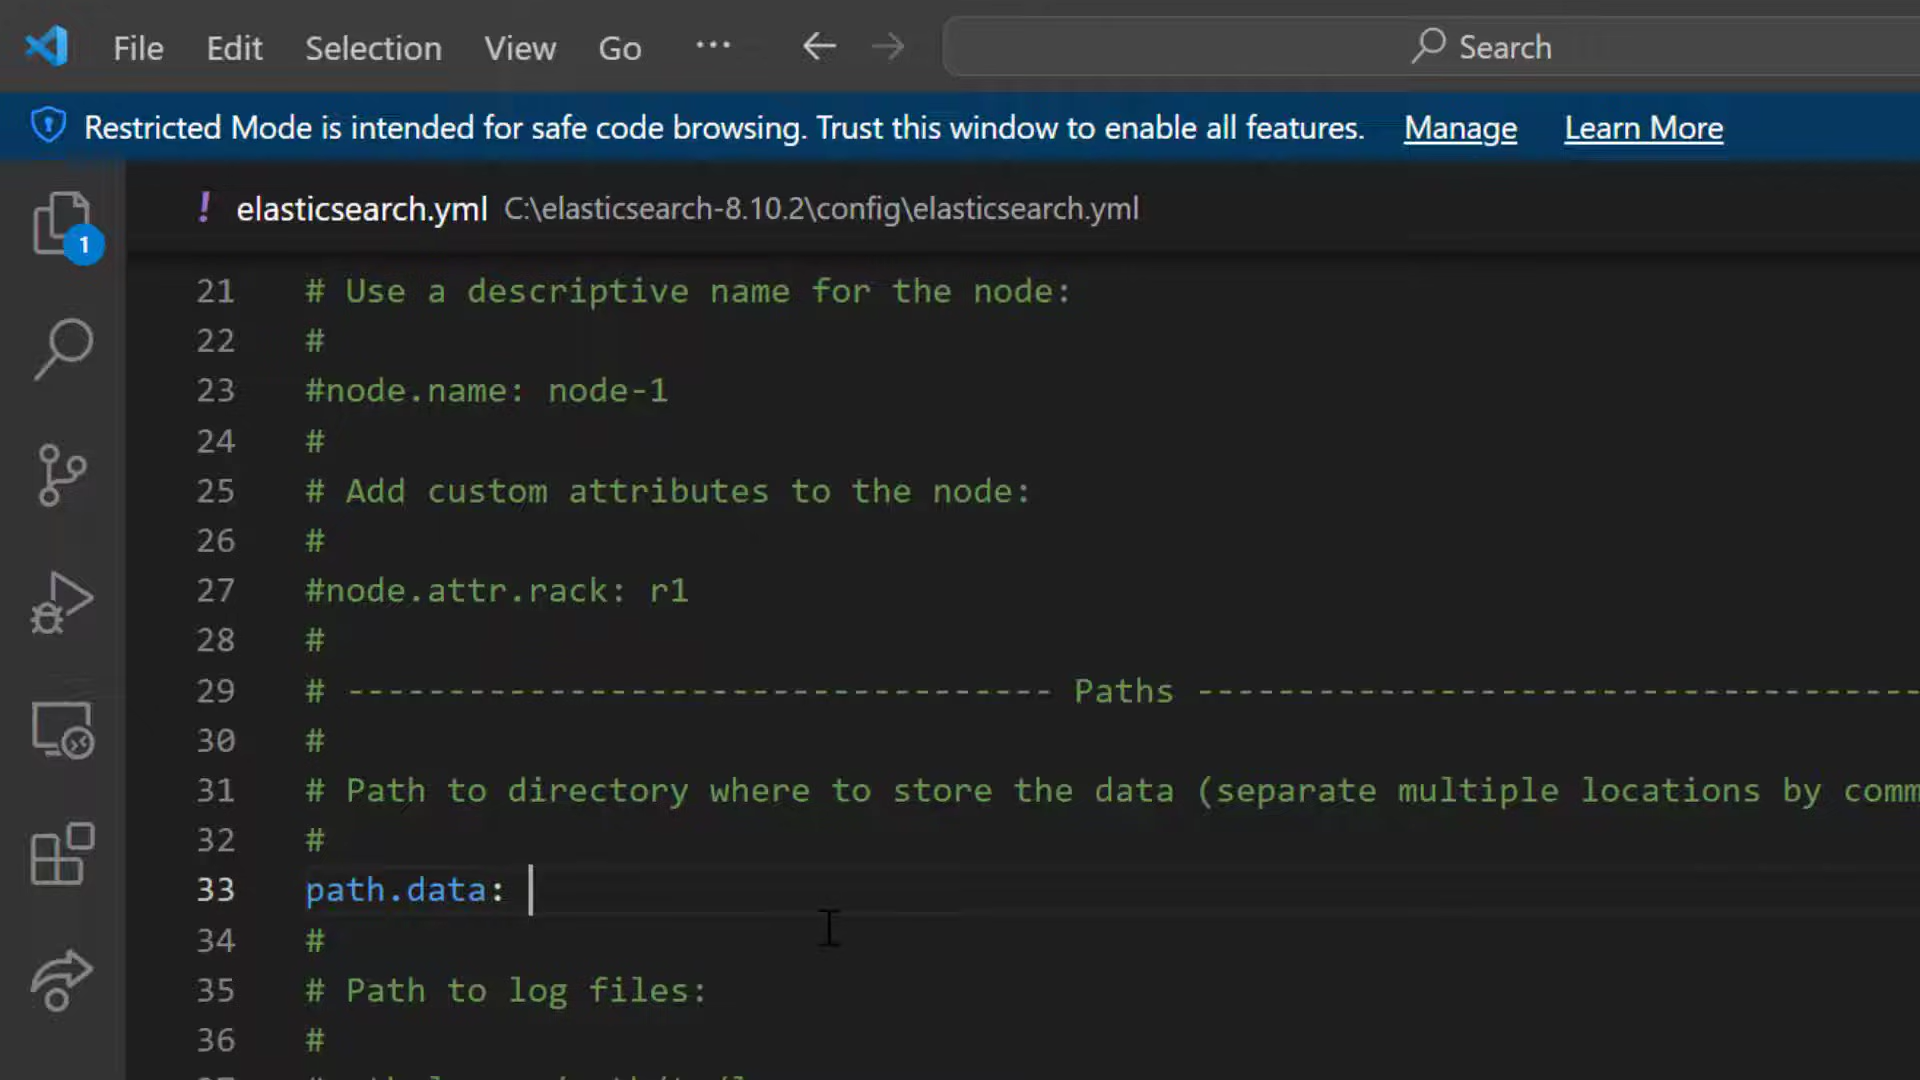 File Edit Selection View Go ··· Search
Restricted Mode is intended for safe code browsing. Trust this window to enable all features. Manage Learn More
! elasticsearch.yml C:\elasticsearch-8.10.2\config\elasticsearch.yml
1
21 # Use a descriptive name for the node:
22 #
23 #node.name: node-1
24 #
25 # Add custom attributes to the node:
26 #
27 #node.attr.rack: r1
28 #
29 # ----------------------------------- Paths ------------------------------------
30 #
31 # Path to directory where to store the data (separate multiple locations by comm
32 #
33 path.data:
34 #
35 # Path to log files:
36 #